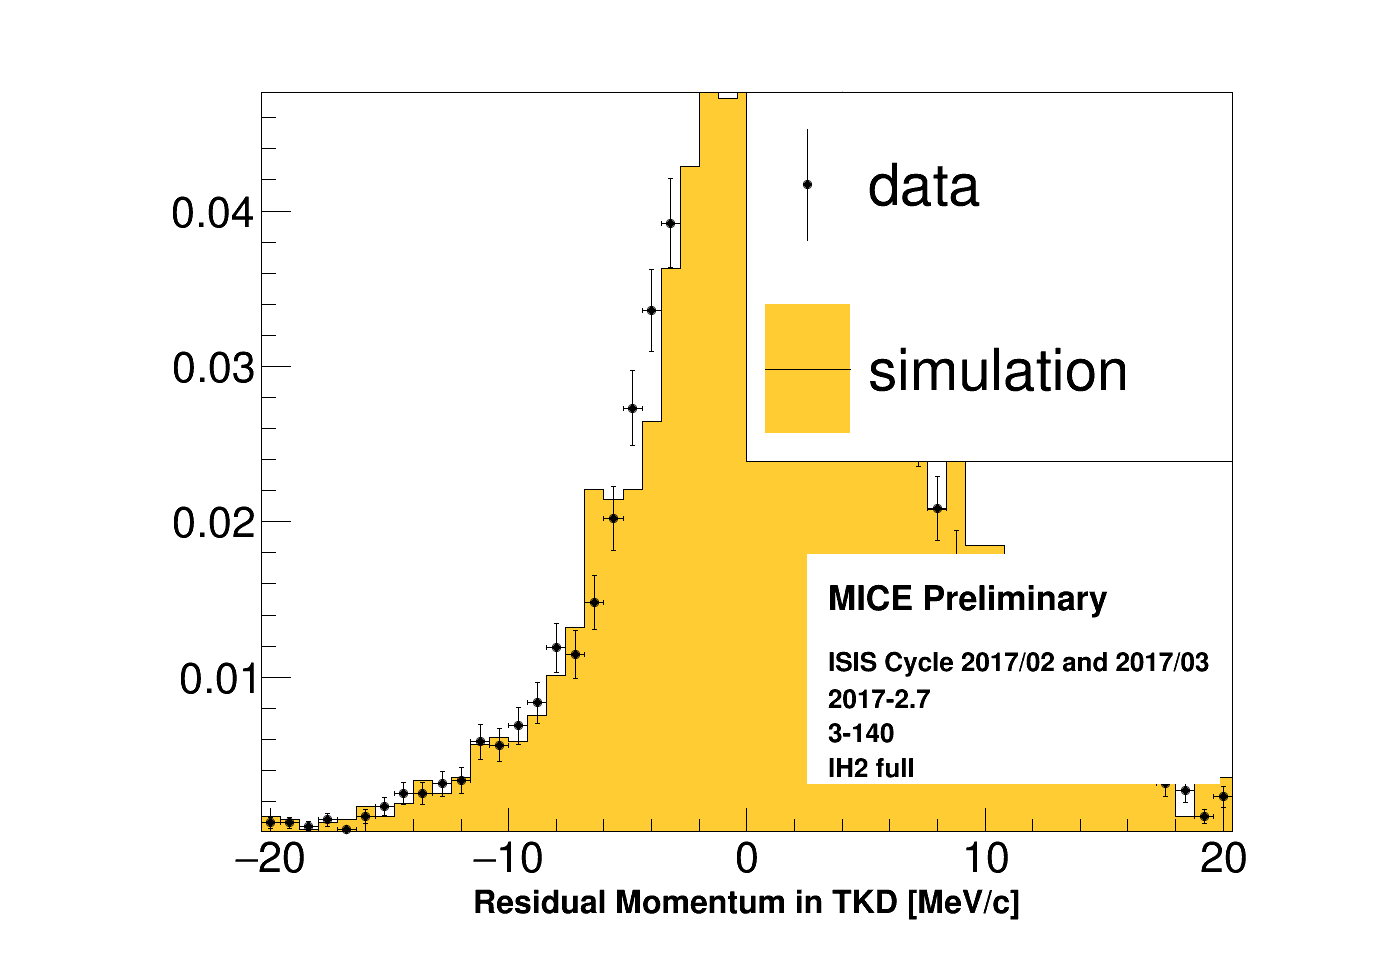 data
0.04
simulation
0.03
0.02
MICE Preliminary
ISIS Cycle 2017/02 and 2017/03
0.01
2017-2.7
3-140
IH2 full
−20 −10 0 10 20
Residual Momentum in TKD [MeV/c]